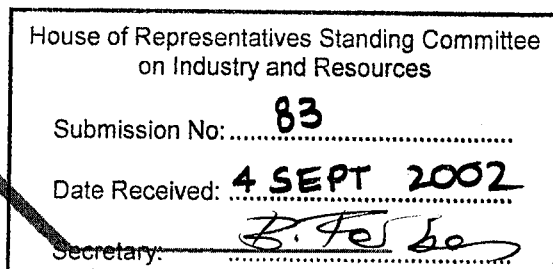 House of Representatives Standing Committee
on Industry and Resources
Submission No: 83
Date Received: 4 SEPT 2002
Secretary: